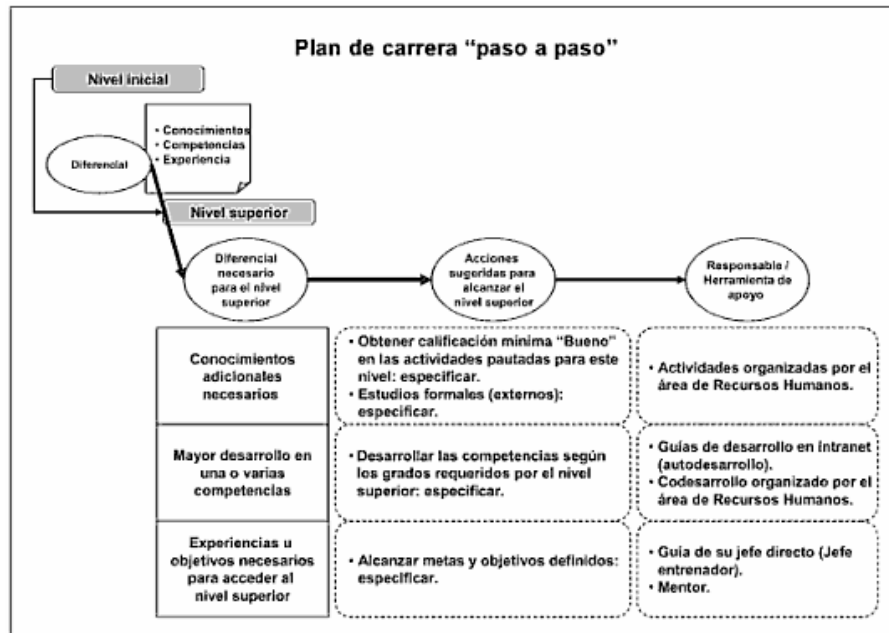 Plan de carrera “paso a paso”
Nivel inicial
• Conocimientos
• Competencias
• Experiencia
Diferencial
Nivel superior
Diferencial
necesario
para el nivel
superior
Acciones
sugeridas para
alcanzar el
nivel superior
Responsable /
Herramienta de
apoyo
Conocimientos
adicionales
necesarios
• Obtener calificación mínima “Bueno”
en las actividades pautadas para este
nivel: especificar.
• Estudios formales (externos):
especificar.
• Actividades organizadas por el
área de Recursos Humanos.
Mayor desarrollo en
una o varias
competencias
• Desarrollar las competencias según
los grados requeridos por el nivel
superior: especificar.
• Guías de desarrollo en intranet
(autodesarrollo).
• Codesarrollo organizado por el
área de Recursos Humanos.
Experiencias u
objetivos necesarios
para acceder al
nivel superior
• Alcanzar metas y objetivos definidos:
especificar.
• Guía de su jefe directo (Jefe
entrenador).
• Mentor.